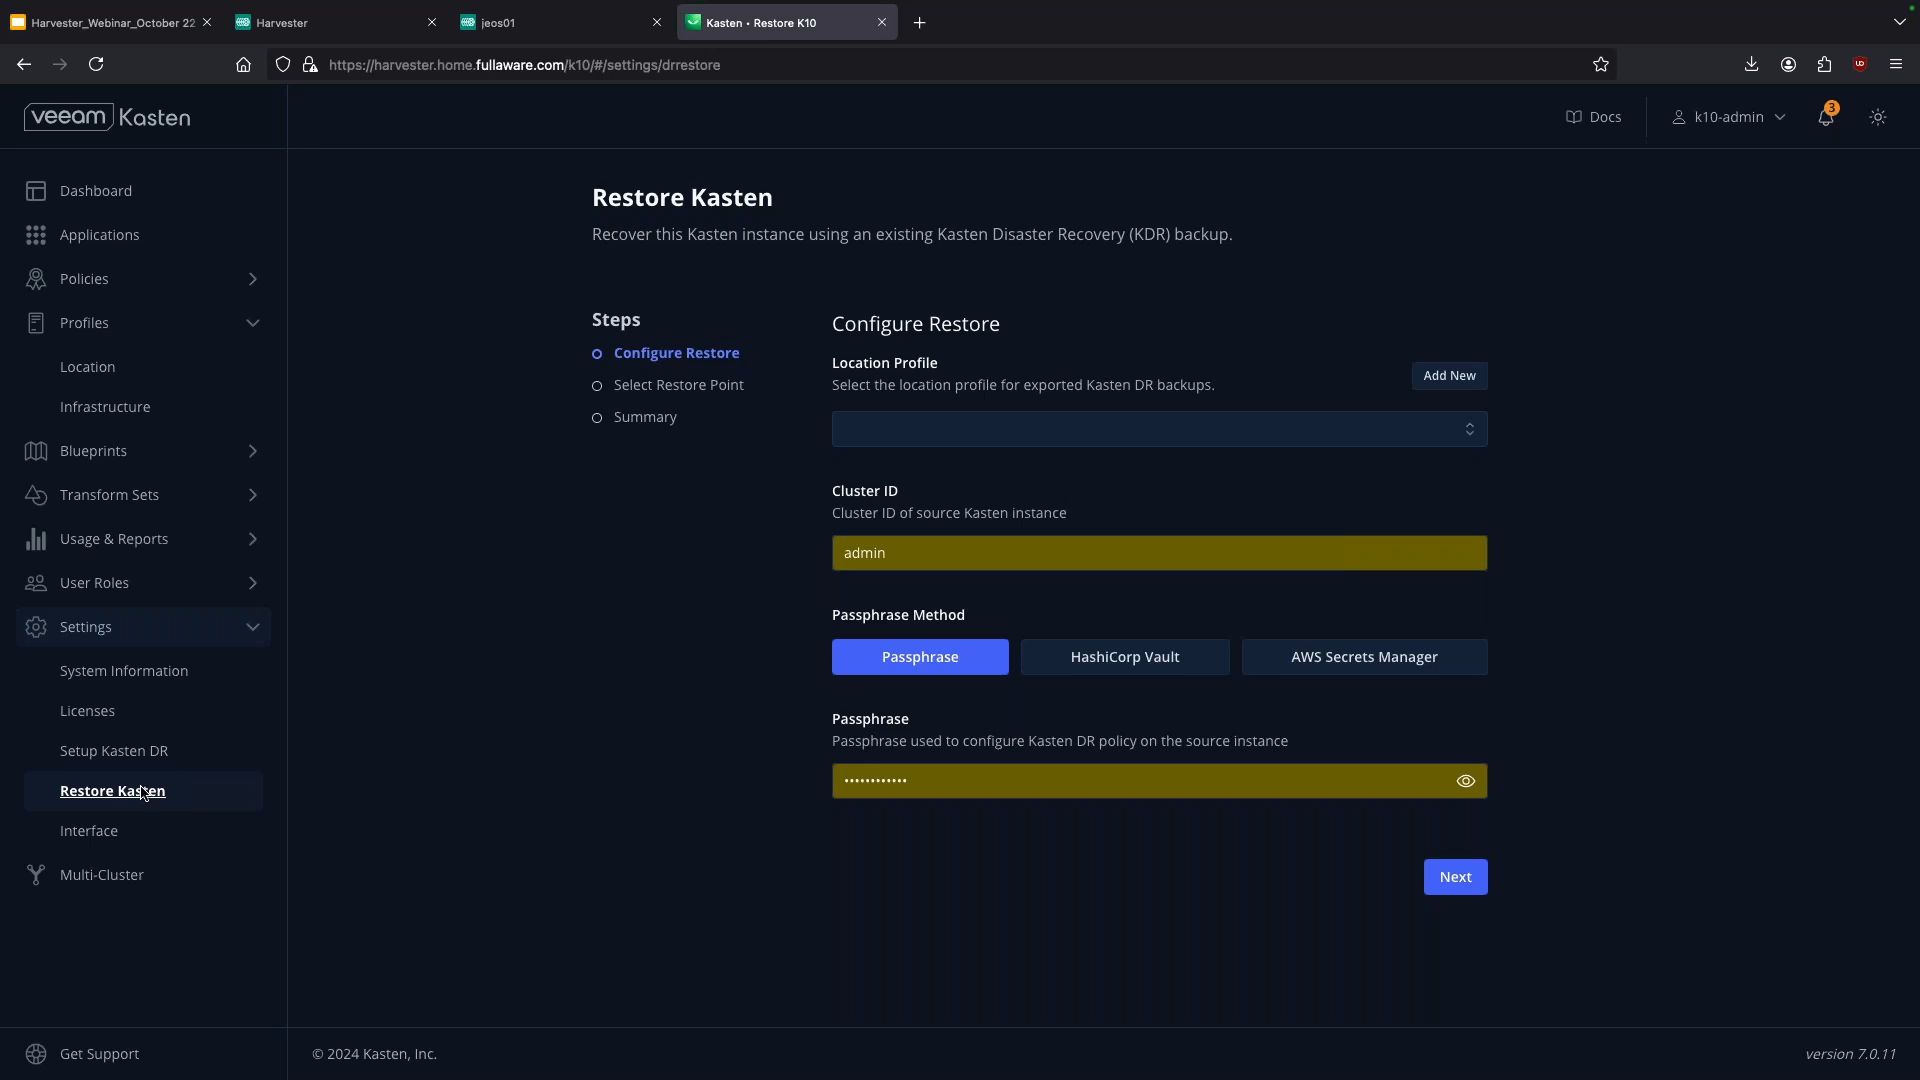 Harvester_Webinar_October 22
Harvester
jeos01
Kasten • Restore K10
https://harvester.home.fullaware.com/k10/#/settings/drrestore
veeam Kasten
Docs
k10-admin
3
Dashboard
Applications
Policies
Profiles
Location
Infrastructure
Blueprints
Transform Sets
Usage & Reports
User Roles
Settings
System Information
Licenses
Setup Kasten DR
Restore Kasten
Interface
Multi-Cluster
Get Support
Restore Kasten
Recover this Kasten instance using an existing Kasten Disaster Recovery (KDR) backup.
Steps
Configure Restore
Select Restore Point
Summary
Configure Restore
Location Profile
Select the location profile for exported Kasten DR backups.
Add New
Cluster ID
Cluster ID of source Kasten instance
admin
Passphrase Method
Passphrase
HashiCorp Vault
AWS Secrets Manager
Passphrase
Passphrase used to configure Kasten DR policy on the source instance
••••••••••••
Next
© 2024 Kasten, Inc.
version 7.0.11